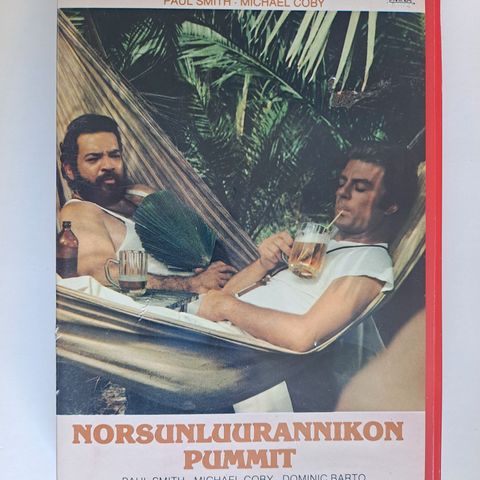 PAUL SMITH · MICHAEL COBY
NORSUNLUURANNIKON
PUMMIT
PAUL SMITH · MICHAEL COBY · DOMINIC BARTO